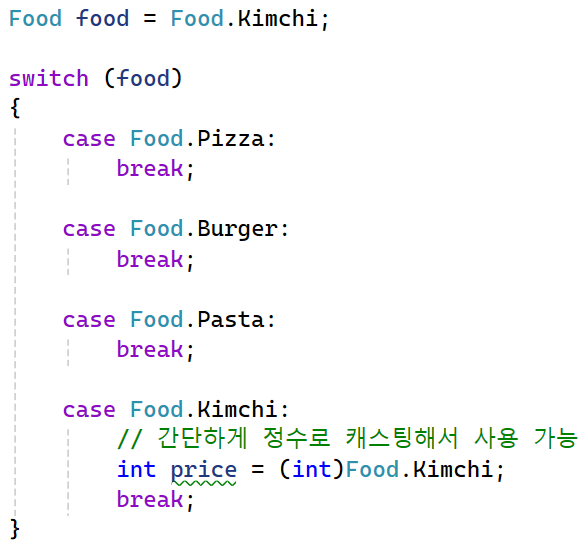 Food food = Food.Kimchi;
switch (food)
{
case Food.Pizza:
break;
case Food.Burger:
break;
case Food.Pasta:
break;
case Food.Kimchi:
// 간단하게 정수로 캐스팅해서 사용 가능
int price = (int)Food.Kimchi;
break;
}